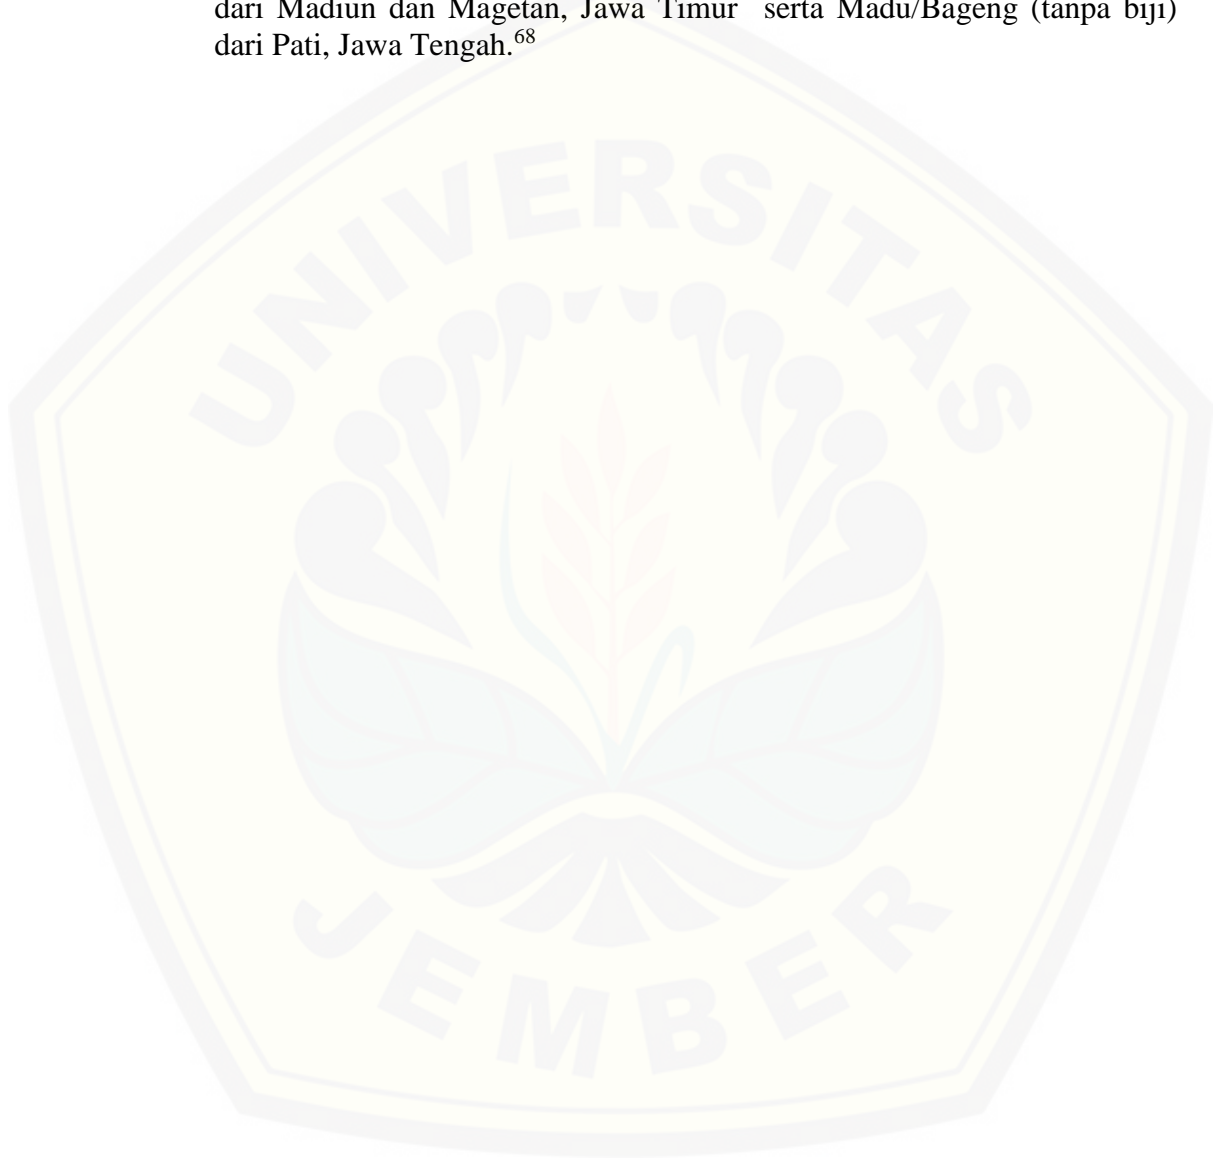 dari Madiun dan Magetan, Jawa Timur serta Madu/Bageng (tanpa biji)
dari Pati, Jawa Tengah.68
UNIVERSITAS
JEMBER